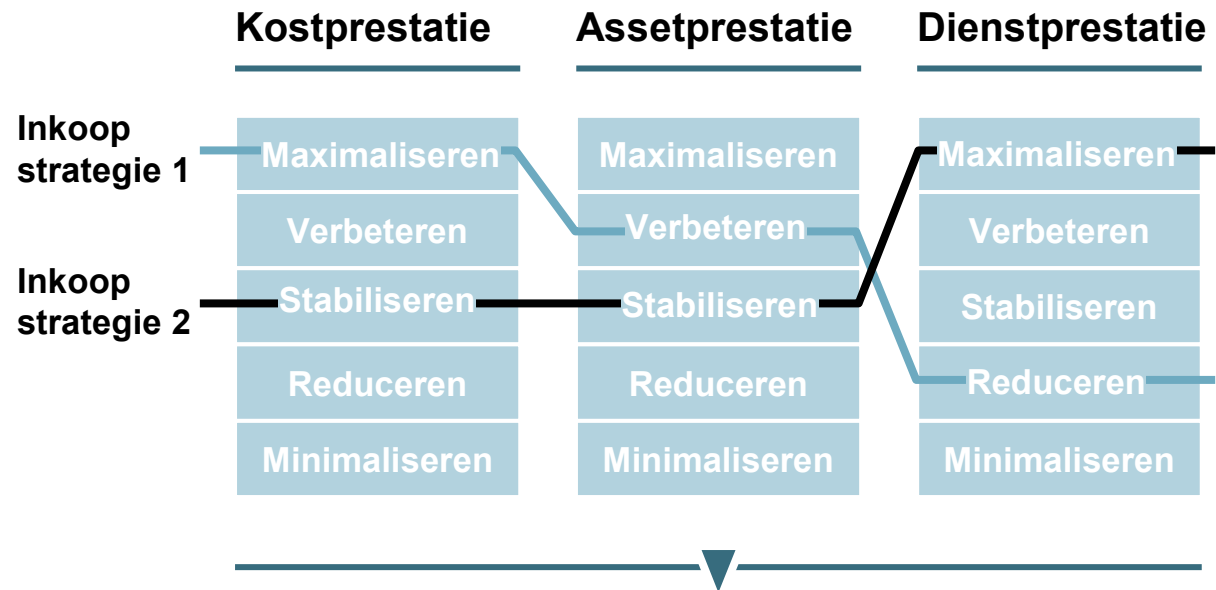 Kostprestatie Assetprestatie Dienstprestatie
Inkoop
strategie 1
Maximaliseren Maximaliseren Maximaliseren
Verbeteren Verbeteren Verbeteren
Inkoop
strategie 2
Stabiliseren Stabiliseren Stabiliseren
Reduceren Reduceren Reduceren
Minimaliseren Minimaliseren Minimaliseren